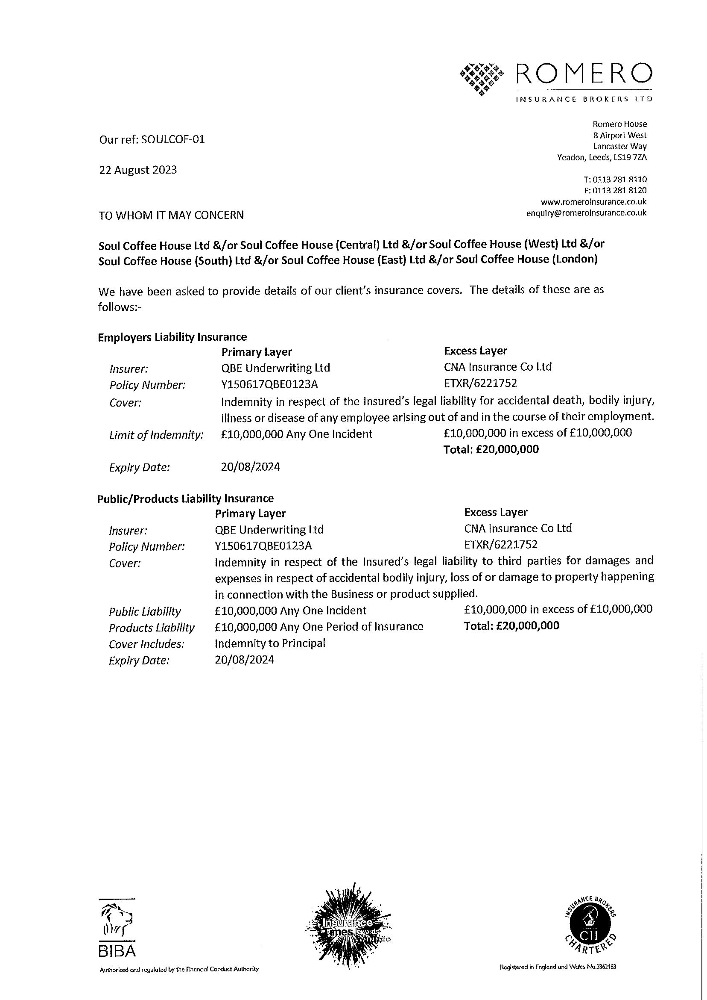 ROMERO
INSURANCE BROKERS LTD
Romero House
8 Airport West
Lancaster Way
Yeadon, Leeds, LS19 7ZA
T: 0113 281 8110
F: 0113 281 8120
www.romeroinsurance.co.uk
enquiry@romeroinsurance.co.uk
Our ref: SOULCOF-01
22 August 2023
TO WHOM IT MAY CONCERN
Soul Coffee House Ltd &/or Soul Coffee House (Central) Ltd &/or Soul Coffee House (West) Ltd &/or
Soul Coffee House (South) Ltd &/or Soul Coffee House (East) Ltd &/or Soul Coffee House (London)
We have been asked to provide details of our client's insurance covers. The details of these are as
follows:-
Employers Liability Insurance
Primary Layer Excess Layer
Insurer: QBE Underwriting Ltd CNA Insurance Co Ltd
Policy Number: Y150617QBE0123A ETXR/6221752
Cover: Indemnity in respect of the Insured's legal liability for accidental death, bodily injury,
illness or disease of any employee arising out of and in the course of their employment.
Limit of Indemnity: £10,000,000 Any One Incident £10,000,000 in excess of £10,000,000
Total: £20,000,000
Expiry Date: 20/08/2024
Public/Products Liability Insurance
Primary Layer Excess Layer
Insurer: QBE Underwriting Ltd CNA Insurance Co Ltd
Policy Number: Y150617QBE0123A ETXR/6221752
Cover: Indemnity in respect of the Insured's legal liability to third parties for damages and
expenses in respect of accidental bodily injury, loss of or damage to property happening
in connection with the Business or product supplied.
Public Liability £10,000,000 Any One Incident £10,000,000 in excess of £10,000,000
Products Liability £10,000,000 Any One Period of Insurance Total: £20,000,000
Cover Includes: Indemnity to Principal
Expiry Date: 20/08/2024
BIBA
Authorised and regulated by the Financial Conduct Authority
Insurance
Times awards
WINNER
INSURANCE BROKERS
CII
CHARTERED
Registered in England and Wales No.3362483